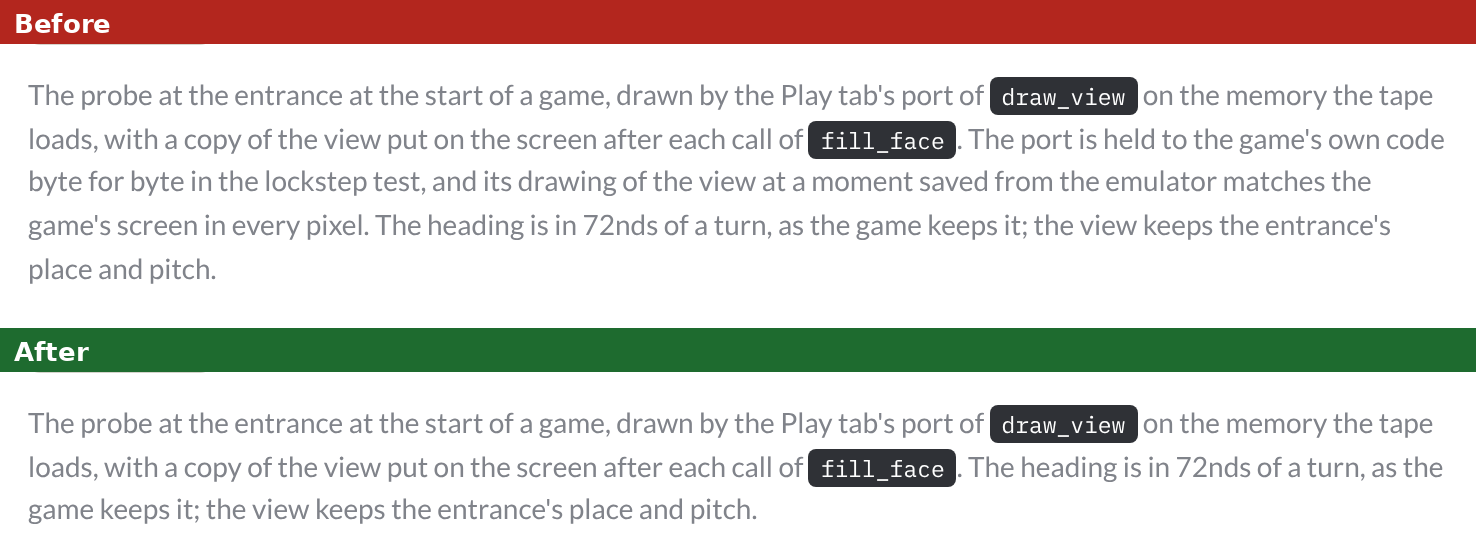 Before
The probe at the entrance at the start of a game, drawn by the Play tab's port of draw_view on the memory the tape
loads, with a copy of the view put on the screen after each call of fill_face. The port is held to the game's own code
byte for byte in the lockstep test, and its drawing of the view at a moment saved from the emulator matches the
game's screen in every pixel. The heading is in 72nds of a turn, as the game keeps it; the view keeps the entrance's
place and pitch.
After
The probe at the entrance at the start of a game, drawn by the Play tab's port of draw_view on the memory the tape
loads, with a copy of the view put on the screen after each call of fill_face. The heading is in 72nds of a turn, as the
game keeps it; the view keeps the entrance's place and pitch.